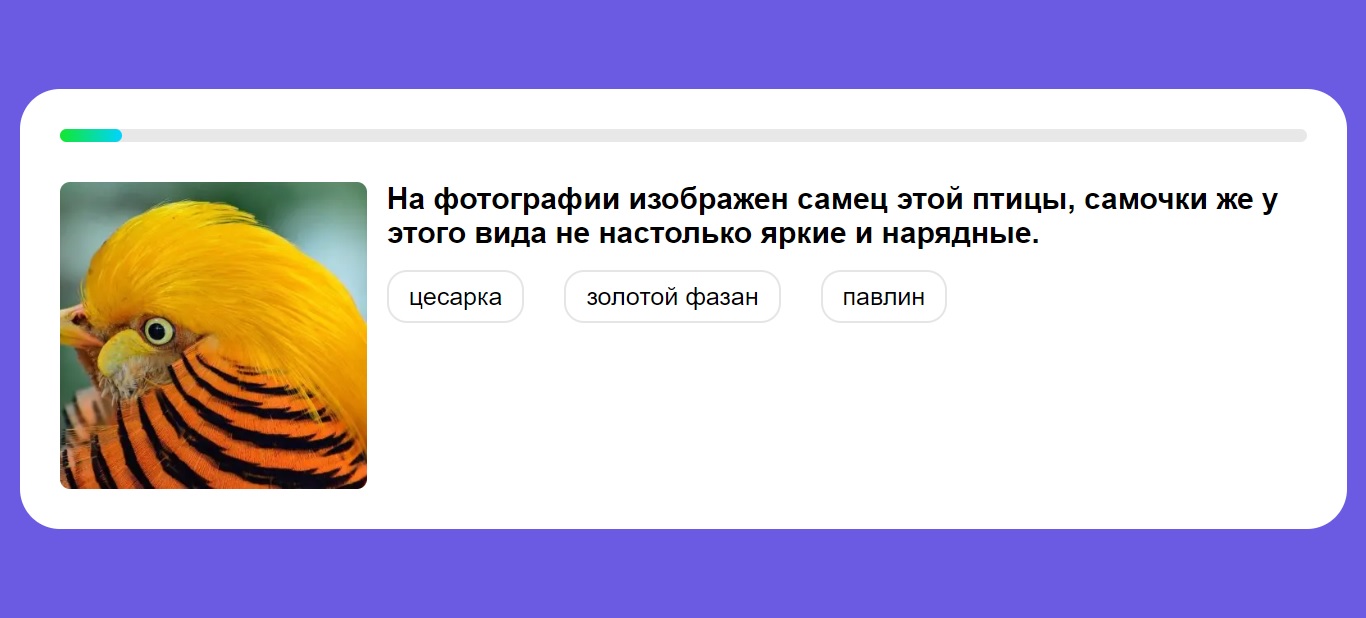 На фотографии изображен самец этой птицы, самочки же у
этого вида не настолько яркие и нарядные.
цесарка
золотой фазан
павлин